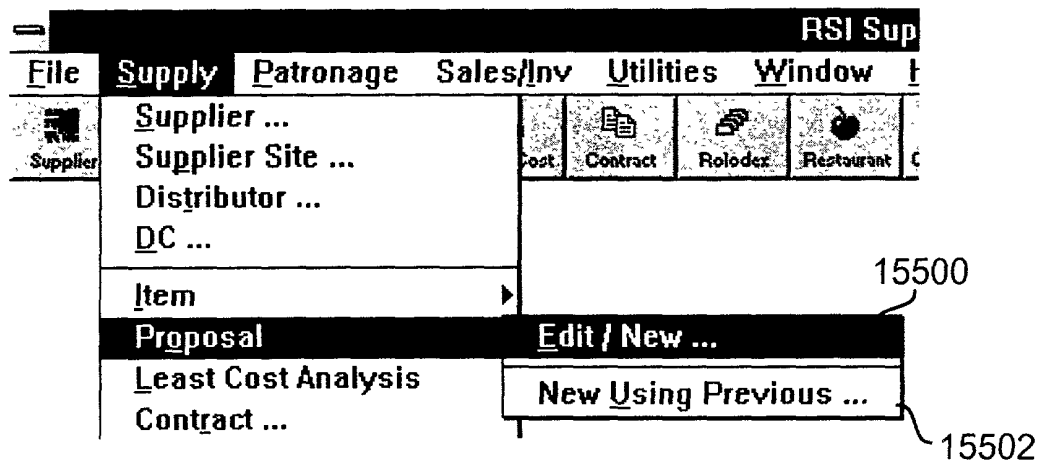 RSI Sup
File Supply Patronage Sales/Inv Utilities Window H
Supplier Cost Contract Rolodex Restaurant
Supplier ...
Supplier Site ...
Distributor ...
DC ...
Item
Proposal
Edit / New ...
15500
Least Cost Analysis
New Using Previous ...
Contract ...
15502